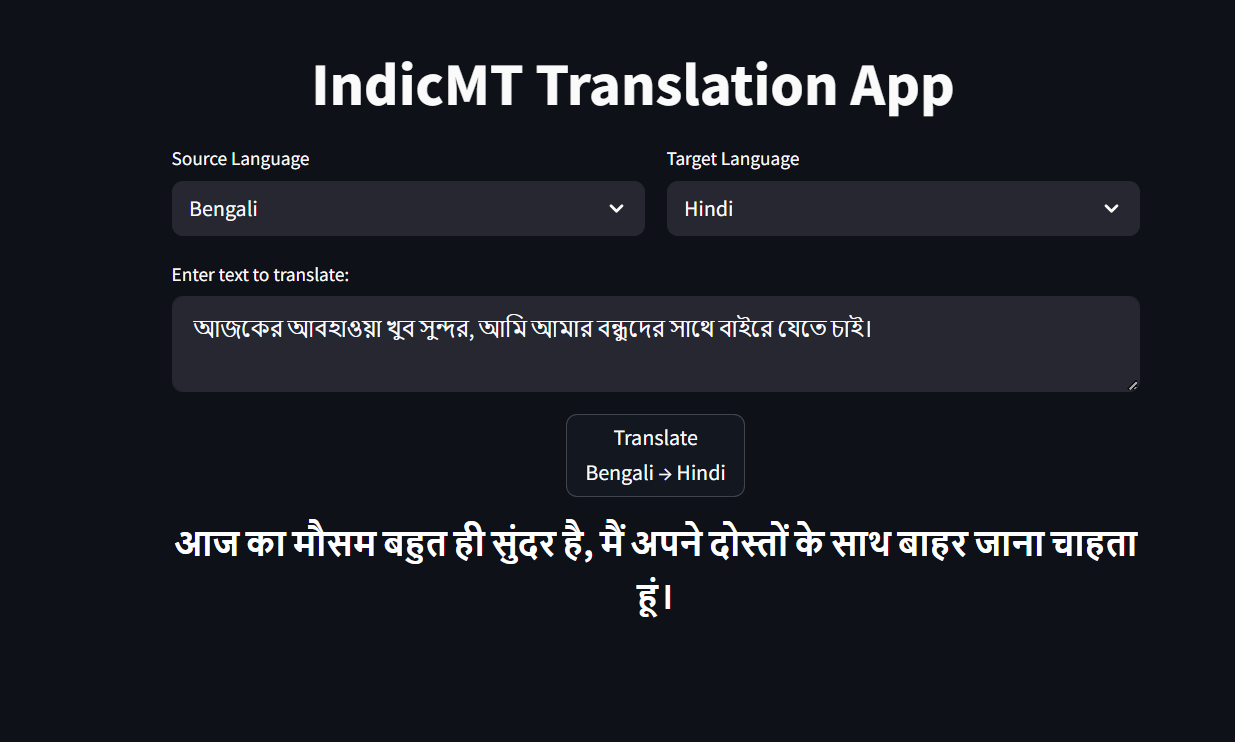 IndicMT Translation App
Source Language
Target Language
Bengali
Hindi
Enter text to translate:
আজকের আবহাওয়া খুব সুন্দর, আমি আমার বন্ধুদের সাথে বাইরে যেতে চাই।
Translate
Bengali → Hindi
आज का मौसम बहुत ही सुंदर है, मैं अपने दोस्तों के साथ बाहर जाना चाहता
हूं।